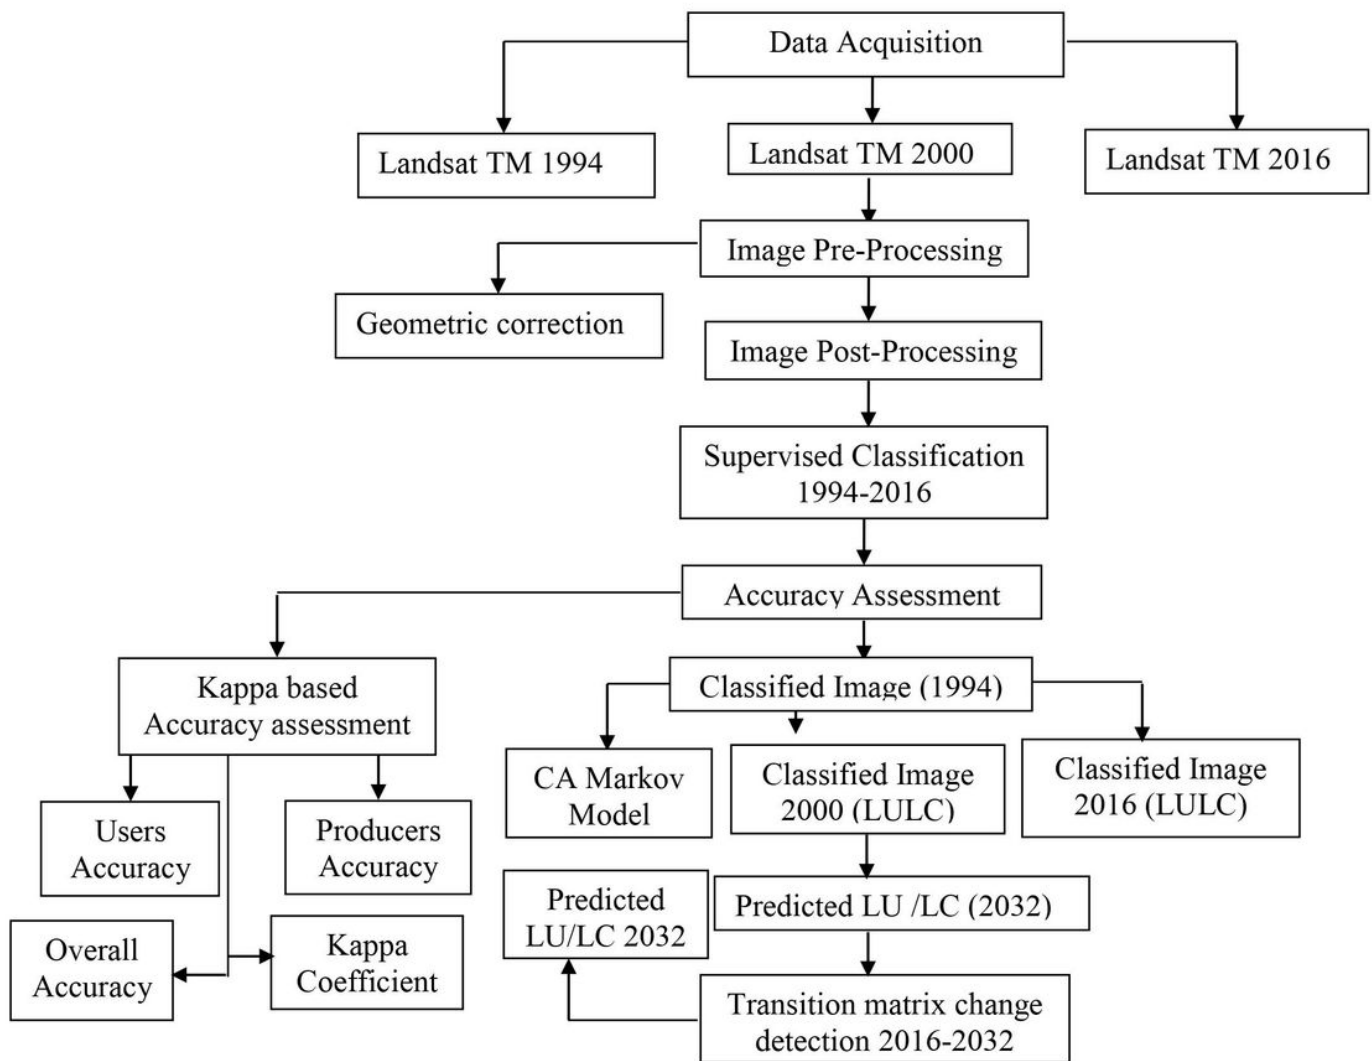 Data Acquisition
Landsat TM 1994
Landsat TM 2000
Landsat TM 2016
Image Pre-Processing
Geometric correction
Image Post-Processing
Supervised Classification
1994-2016
Accuracy Assessment
Kappa based
Accuracy assessment
Classified Image (1994)
CA Markov
Model
Classified Image
2000 (LULC)
Classified Image
2016 (LULC)
Users
Accuracy
Producers
Accuracy
Predicted
LU/LC 2032
Predicted LU /LC (2032)
Overall
Accuracy
Kappa
Coefficient
Transition matrix change
detection 2016-2032